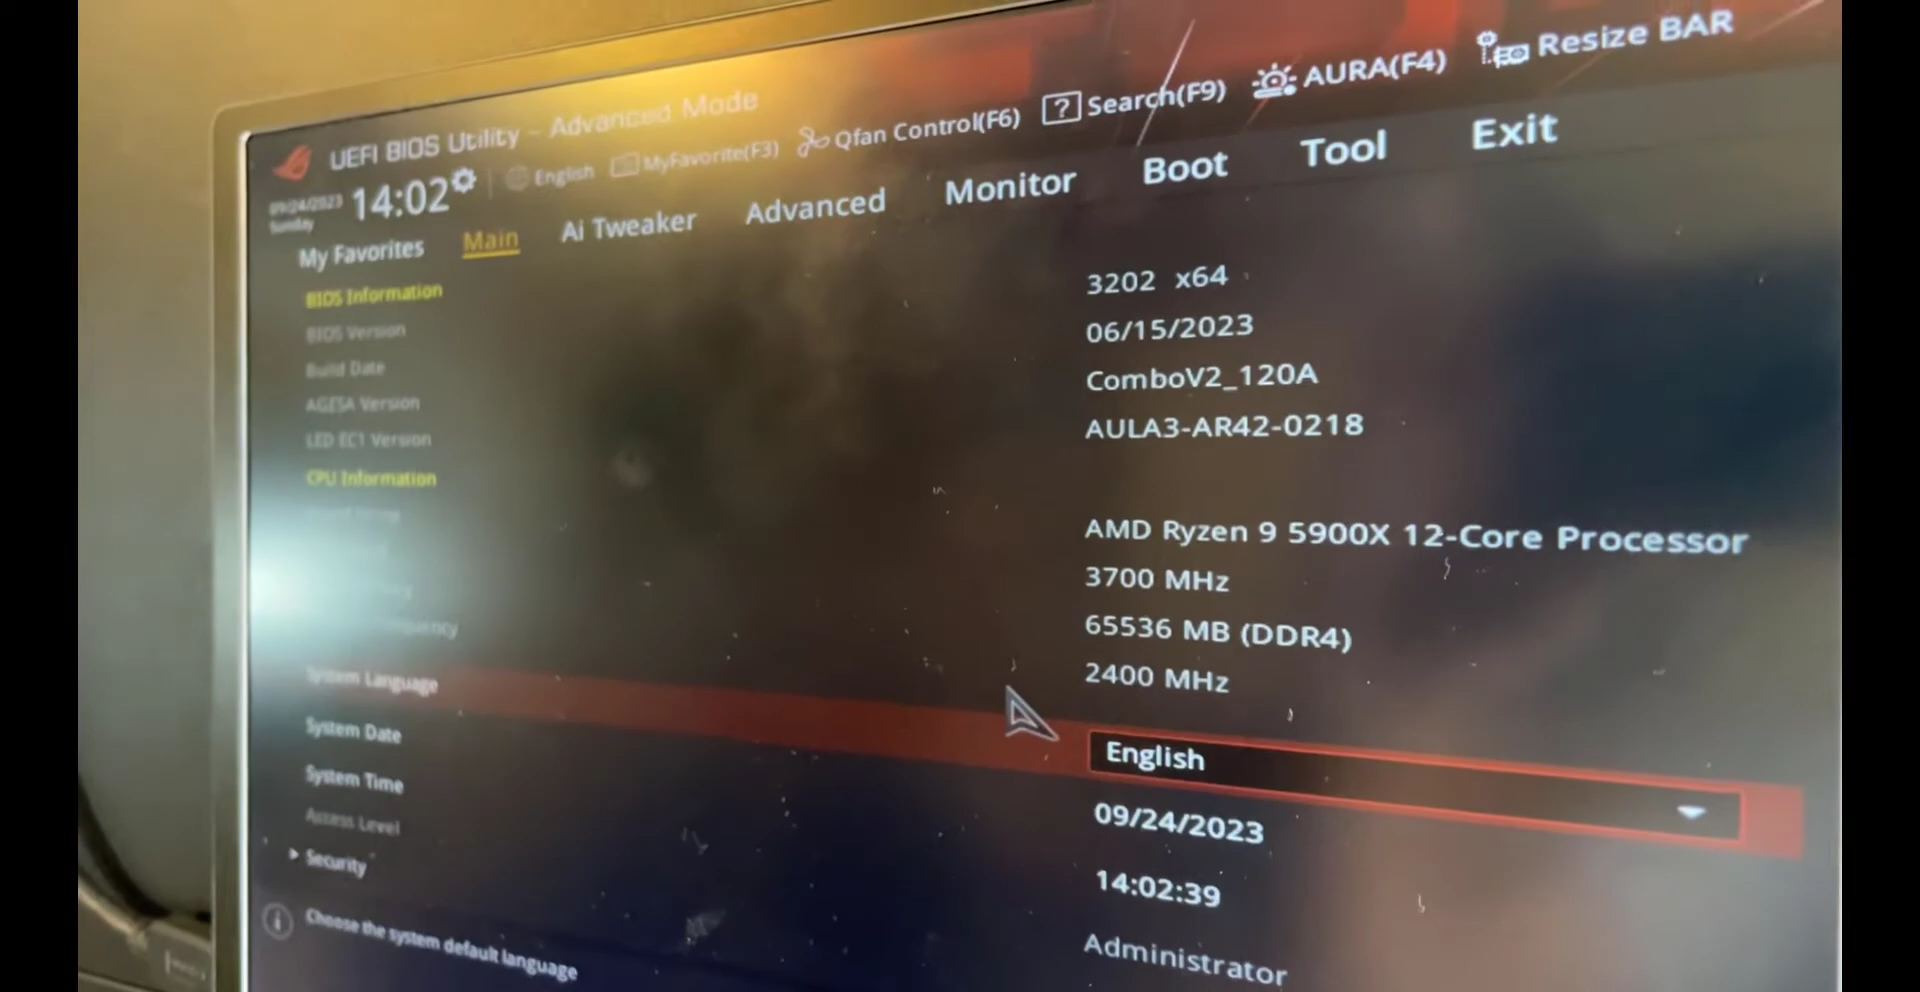 UEFI BIOS Utility – Advanced Mode
09/24/2023
Sunday
14:02
English
MyFavorite(F3)
Qfan Control(F6)
? Search(F9)
AURA(F4)
Resize BAR
My Favorites
Main
Ai Tweaker
Advanced
Monitor
Boot
Tool
Exit
BIOS Information
BIOS Version 3202 x64
Build Date 06/15/2023
AGESA Version ComboV2_120A
LED EC1 Version AULA3-AR42-0218
CPU Information
AMD Ryzen 9 5900X 12-Core Processor
3700 MHz
65536 MB (DDR4)
2400 MHz
System Language English
System Date 09/24/2023
System Time 14:02:39
Access Level Administrator
Security
i Choose the system default language